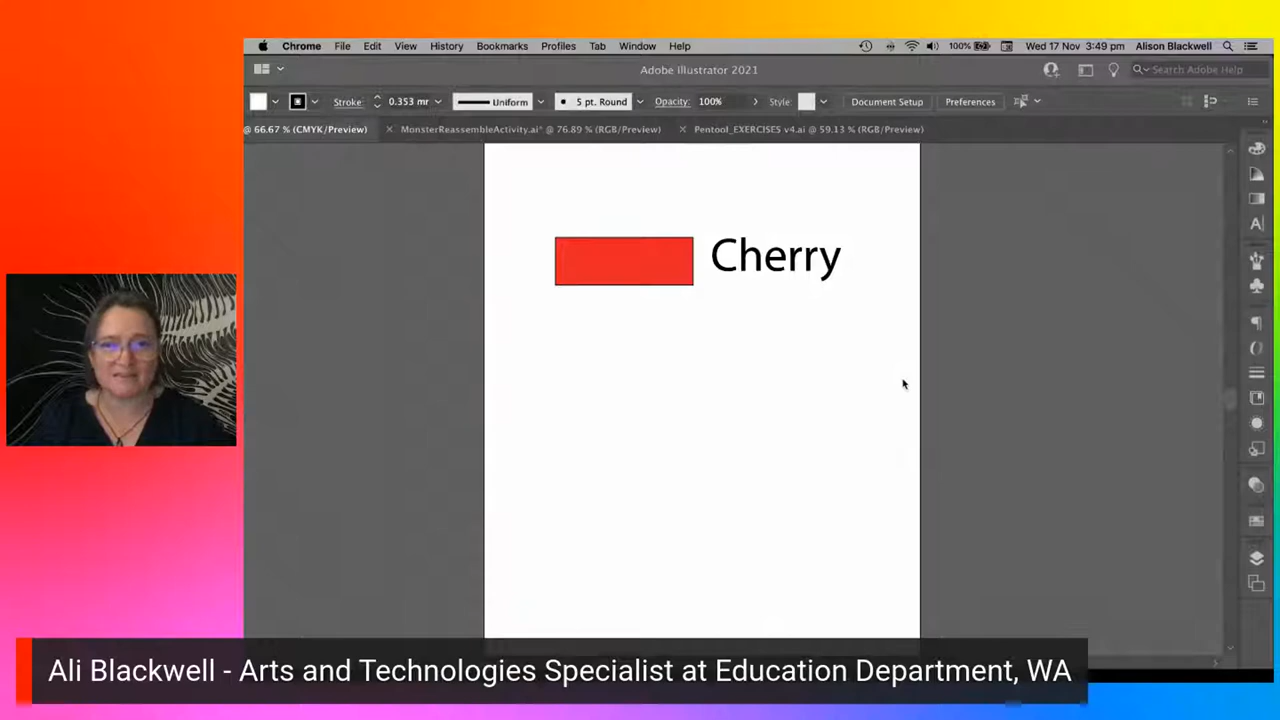 Chrome File Edit View History Bookmarks Profiles Tab Window Help 100% Wed 17 Nov 3:49 pm Alison Blackwell
Adobe Illustrator 2021 Search Adobe Help
Stroke: 0.353 mr Uniform 5 pt. Round Opacity: 100% Style: Document Setup Preferences
@ 66.67 % (CMYK/Preview) MonsterReassembleActivity.ai* @ 76.89 % (RGB/Preview) Pentool_EXERCISES v4.ai @ 59.13 % (RGB/Preview)
Cherry
Ali Blackwell - Arts and Technologies Specialist at Education Department, WA